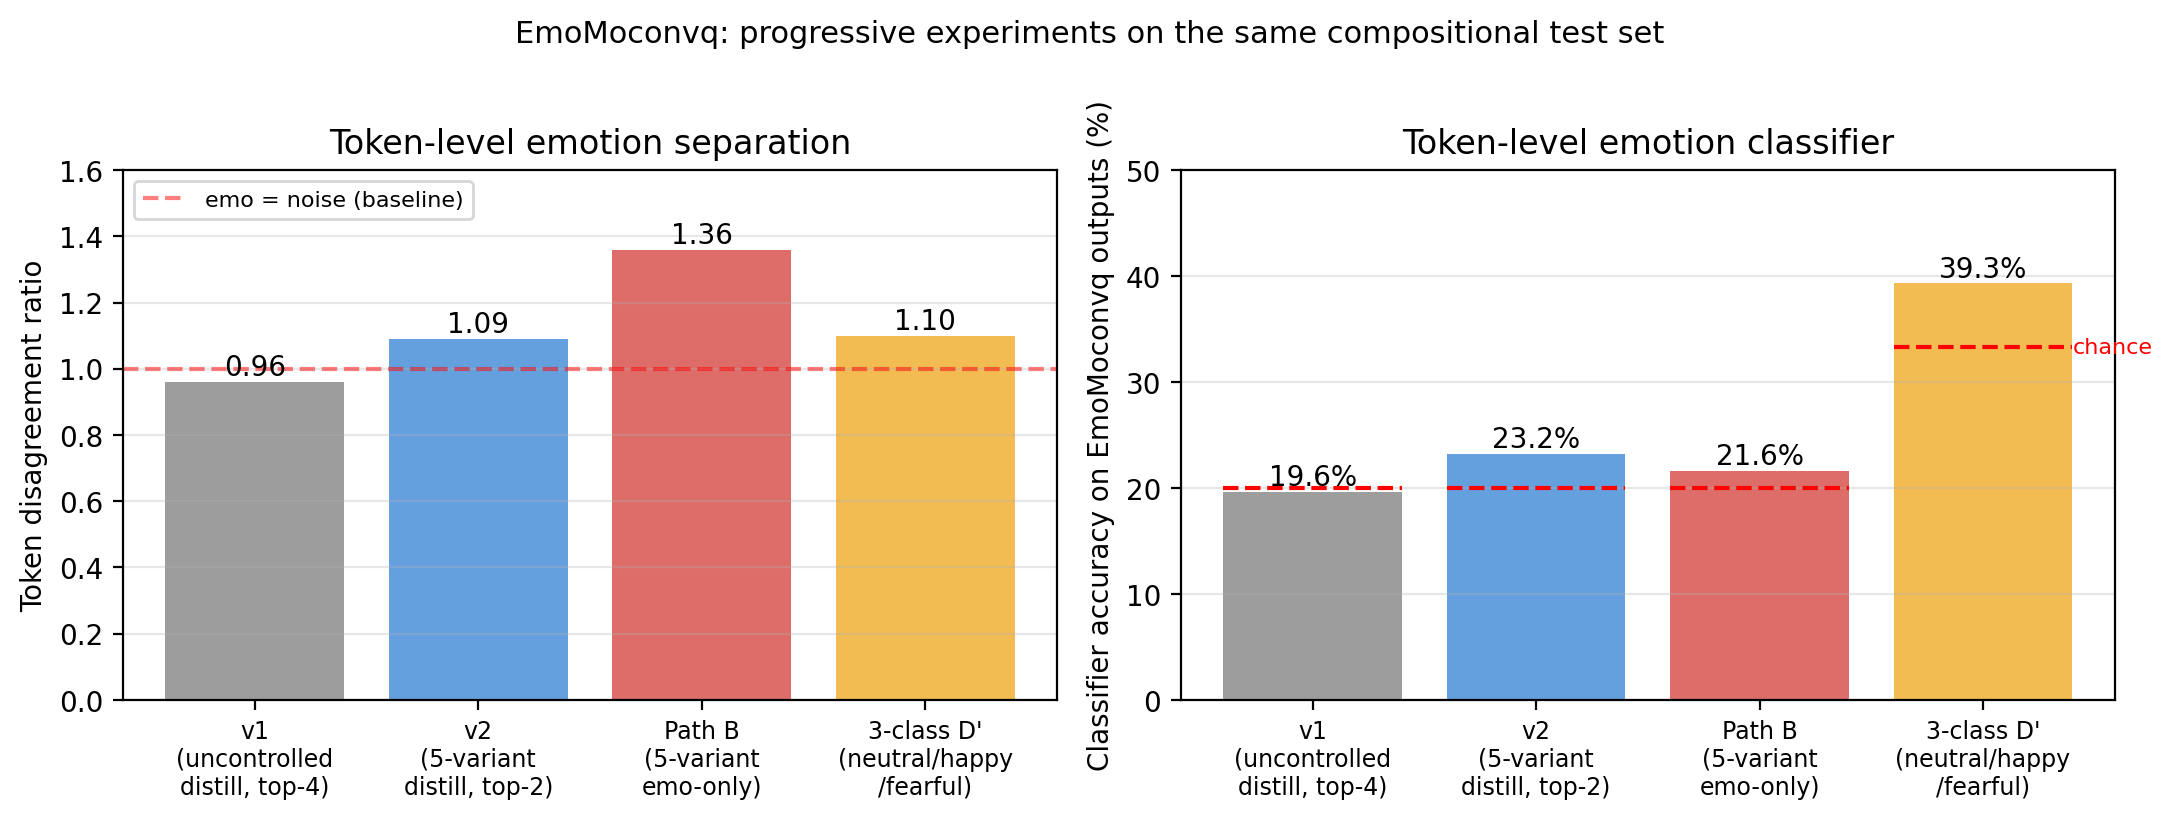 EmoMoconvq: progressive experiments on the same compositional test set
Token-level emotion separation
Token disagreement ratio
1.6
1.4
1.2
1.0
0.8
0.6
0.4
0.2
0.0
emo = noise (baseline)
0.96
1.09
1.36
1.10
v1
(uncontrolled
distill, top-4)
v2
(5-variant
distill, top-2)
Path B
(5-variant
emo-only)
3-class D'
(neutral/happy
/fearful)
Token-level emotion classifier
Classifier accuracy on EmoMoconvq outputs (%)
50
40
30
20
10
0
19.6%
23.2%
21.6%
39.3%
chance
v1
(uncontrolled
distill, top-4)
v2
(5-variant
distill, top-2)
Path B
(5-variant
emo-only)
3-class D'
(neutral/happy
/fearful)